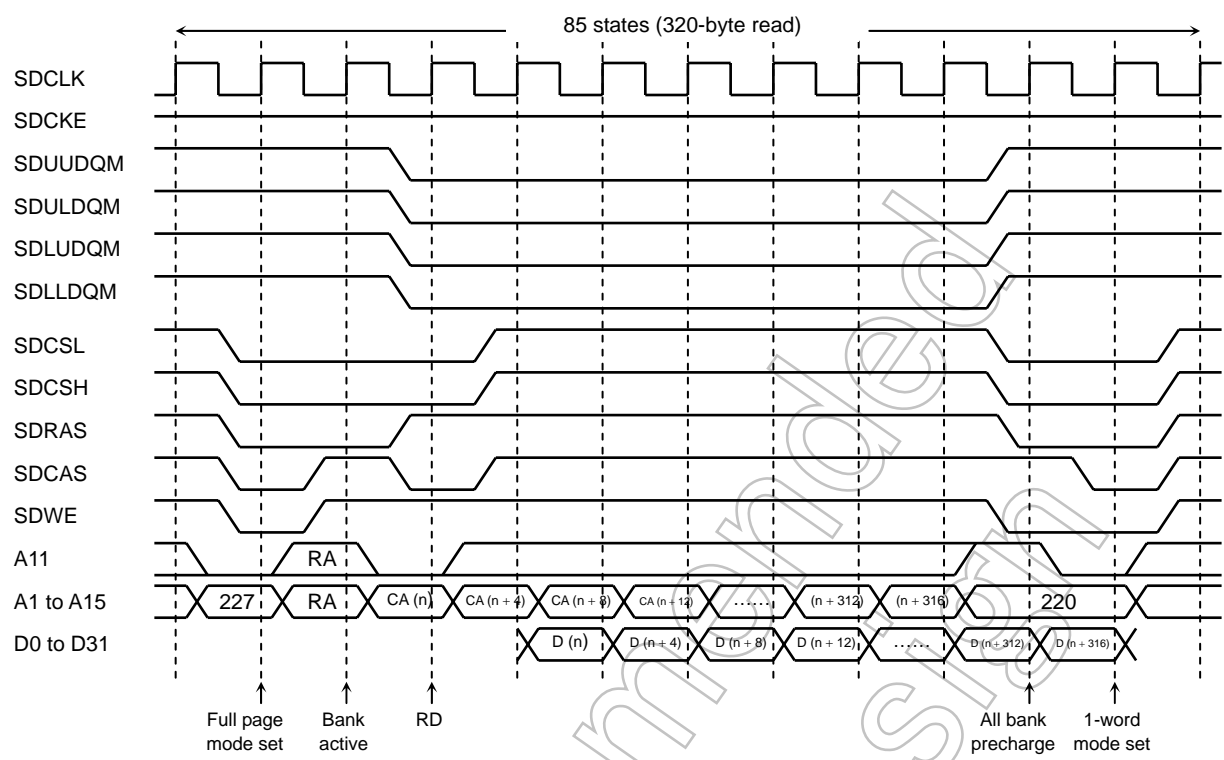 85 states (320-byte read)
SDCLK
SDCKE
SDUUDQM
SDULDQM
SDLUDQM
SDLLDQM
SDCSL
SDCSH
SDRAS
SDCAS
SDWE
A11 RA
A1 to A15 227 RA CA (n) CA (n + 4) CA (n + 8) CA (n + 12) …… (n + 312) (n + 316) 220
D0 to D31 D (n) D (n + 4) D (n + 8) D (n + 12) …… D (n + 312) D (n + 316)
Full page mode set
Bank active
RD
All bank precharge
1-word mode set
mended
sign